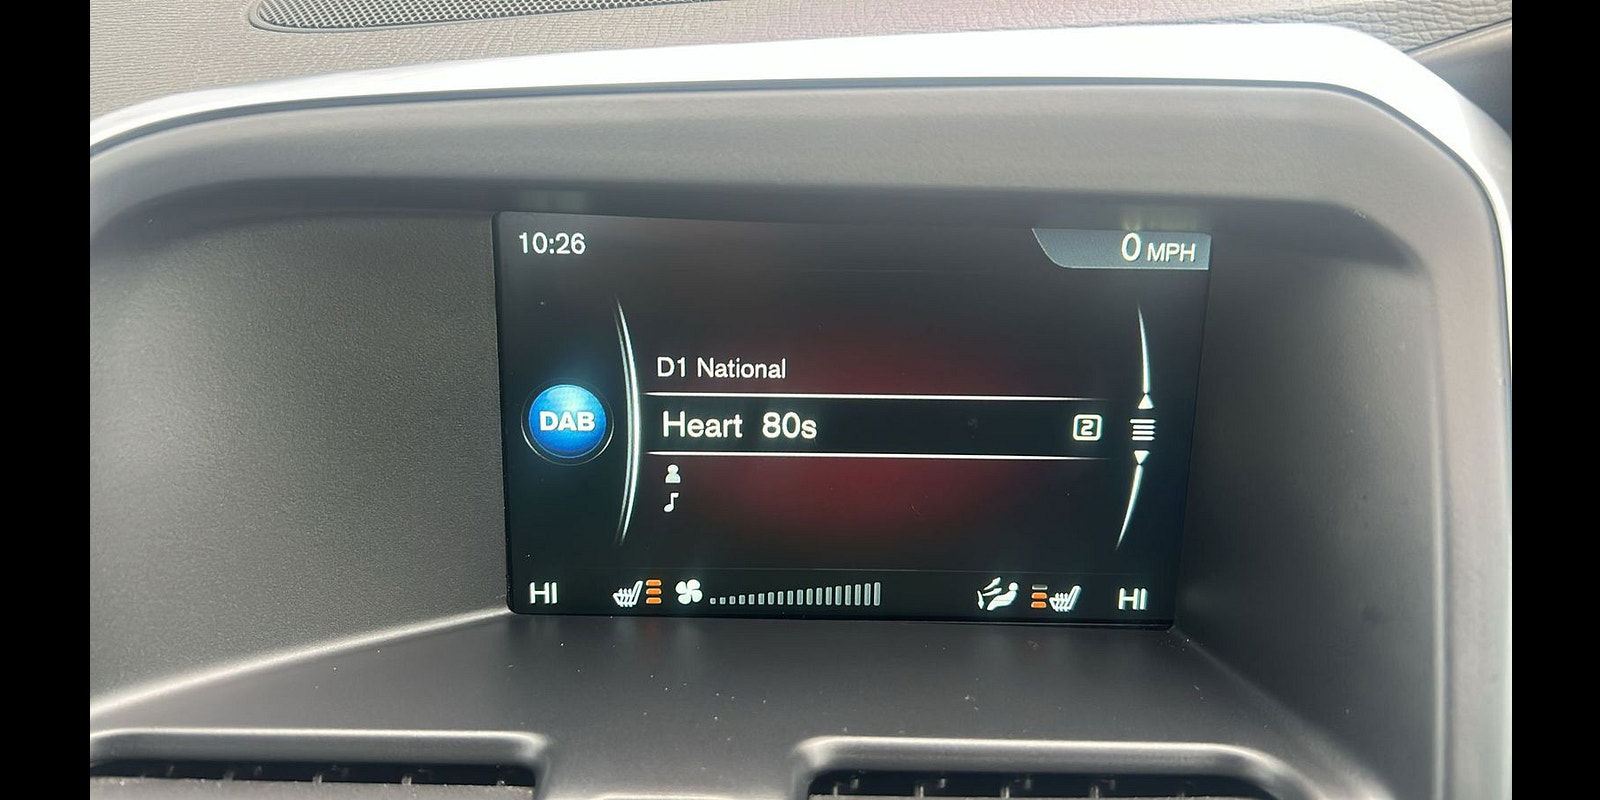 10:26
0 MPH
D1 National
DAB
Heart 80s
2
HI
HI